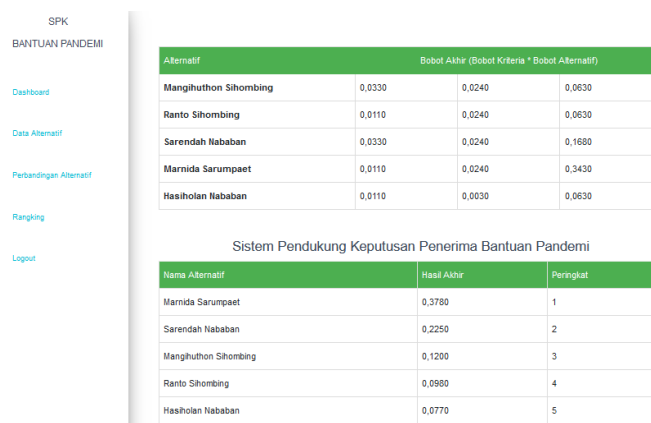 SPK
BANTUAN PANDEMI
Dashboard
Data Alternatif
Perbandingan Alternatif
Rangking
Logout
Alternatif Bobot Akhir (Bobot Kriteria * Bobot Alternatif)
Mangihuthon Sihombing 0,0330 0,0240 0,0630
Ranto Sihombing 0,0110 0,0240 0,0630
Sarendah Nababan 0,0330 0,0240 0,1680
Marnida Sarumpaet 0,0110 0,0240 0,3430
Hasiholan Nababan 0,0110 0,0030 0,0630
Sistem Pendukung Keputusan Penerima Bantuan Pandemi
Nama Alternatif Hasil Akhir Peringkat
Marnida Sarumpaet 0,3780 1
Sarendah Nababan 0,2250 2
Mangihuthon Sihombing 0,1200 3
Ranto Sihombing 0,0980 4
Hasiholan Nababan 0,0770 5